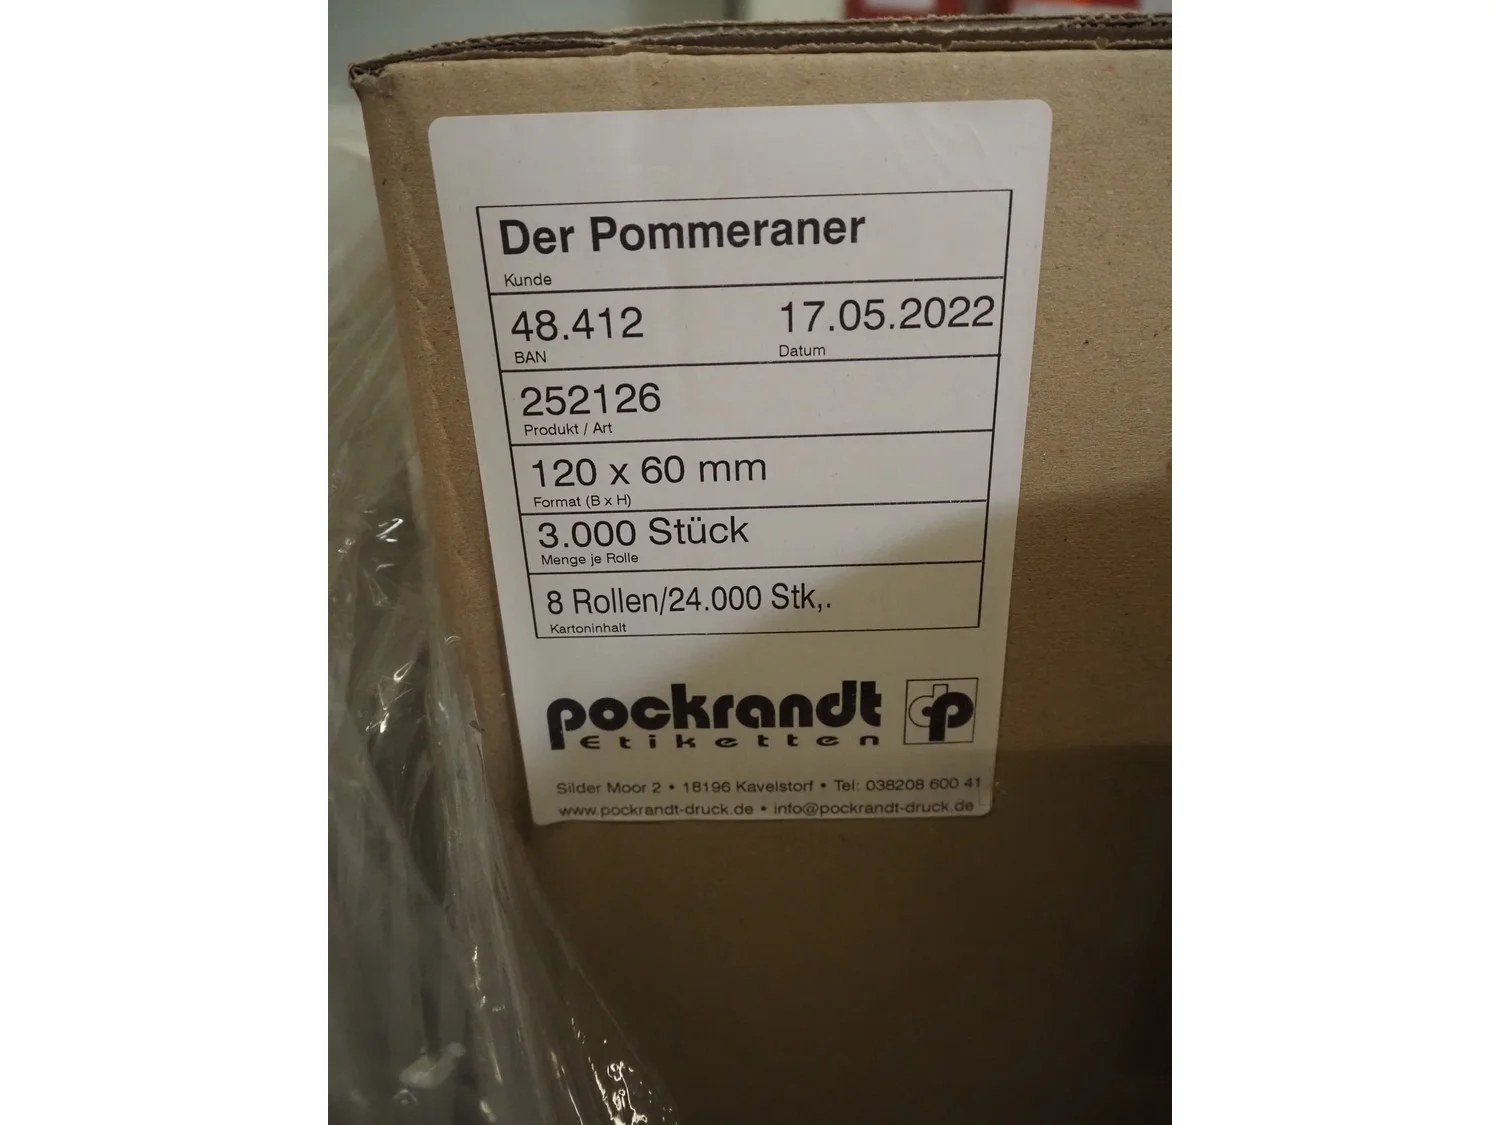 Der Pommeraner
Kunde
48.412 17.05.2022
BAN Datum
252126
Produkt / Art
120 x 60 mm
Format (B x H)
3.000 Stück
Menge je Rolle
8 Rollen/24.000 Stk,.
Kartoninhalt
pockrandt dp
Etiketten
Silder Moor 2 • 18196 Kavelstorf • Tel: 038208 600 41
www.pockrandt-druck.de • info@pockrandt-druck.de